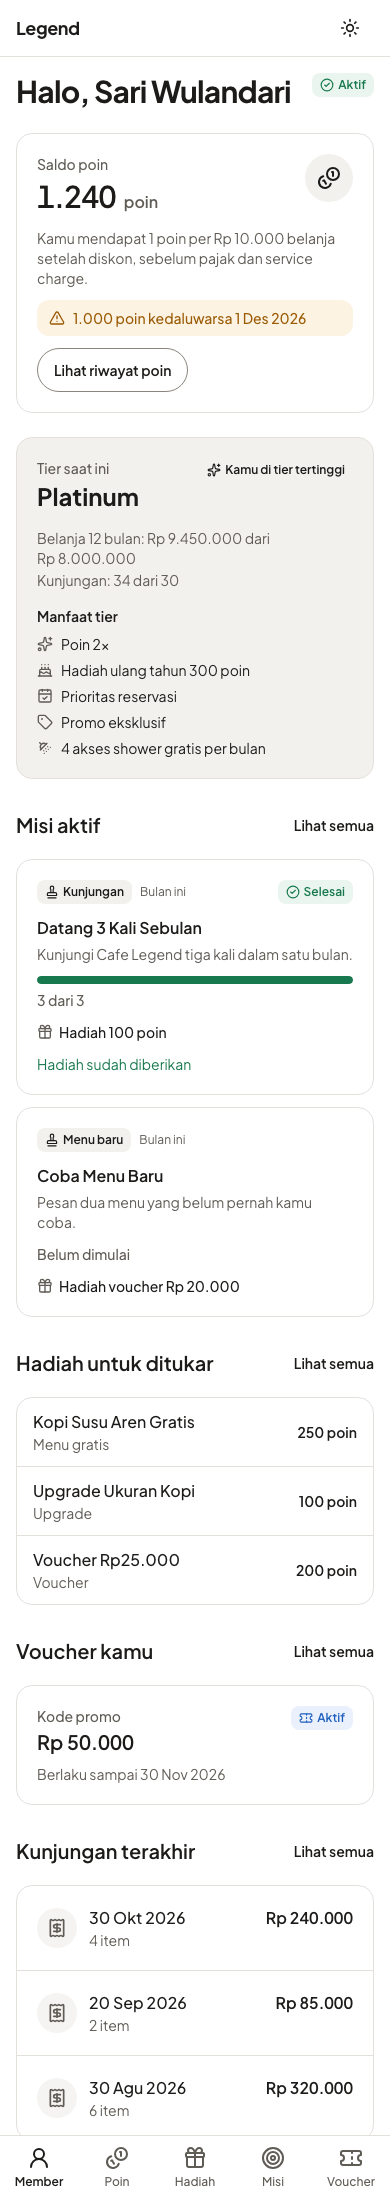 Legend
Halo, Sari Wulandari
Aktif
Saldo poin
1.240 poin
Kamu mendapat 1 poin per Rp 10.000 belanja
setelah diskon, sebelum pajak dan service
charge.
1.000 poin kedaluwarsa 1 Des 2026
Lihat riwayat poin
Tier saat ini
Kamu di tier tertinggi
Platinum
Belanja 12 bulan: Rp 9.450.000 dari
Rp 8.000.000
Kunjungan: 34 dari 30
Manfaat tier
Poin 2×
Hadiah ulang tahun 300 poin
Prioritas reservasi
Promo eksklusif
4 akses shower gratis per bulan
Misi aktif
Lihat semua
Kunjungan
Bulan ini
Selesai
Datang 3 Kali Sebulan
Kunjungi Cafe Legend tiga kali dalam satu bulan.
3 dari 3
Hadiah 100 poin
Hadiah sudah diberikan
Menu baru
Bulan ini
Coba Menu Baru
Pesan dua menu yang belum pernah kamu
coba.
Belum dimulai
Hadiah voucher Rp 20.000
Hadiah untuk ditukar
Lihat semua
Kopi Susu Aren Gratis
Menu gratis
250 poin
Upgrade Ukuran Kopi
Upgrade
100 poin
Voucher Rp25.000
Voucher
200 poin
Voucher kamu
Lihat semua
Kode promo
Aktif
Rp 50.000
Berlaku sampai 30 Nov 2026
Kunjungan terakhir
Lihat semua
30 Okt 2026
Rp 240.000
4 item
20 Sep 2026
Rp 85.000
2 item
30 Agu 2026
Rp 320.000
6 item
Member
Poin
Hadiah
Misi
Voucher